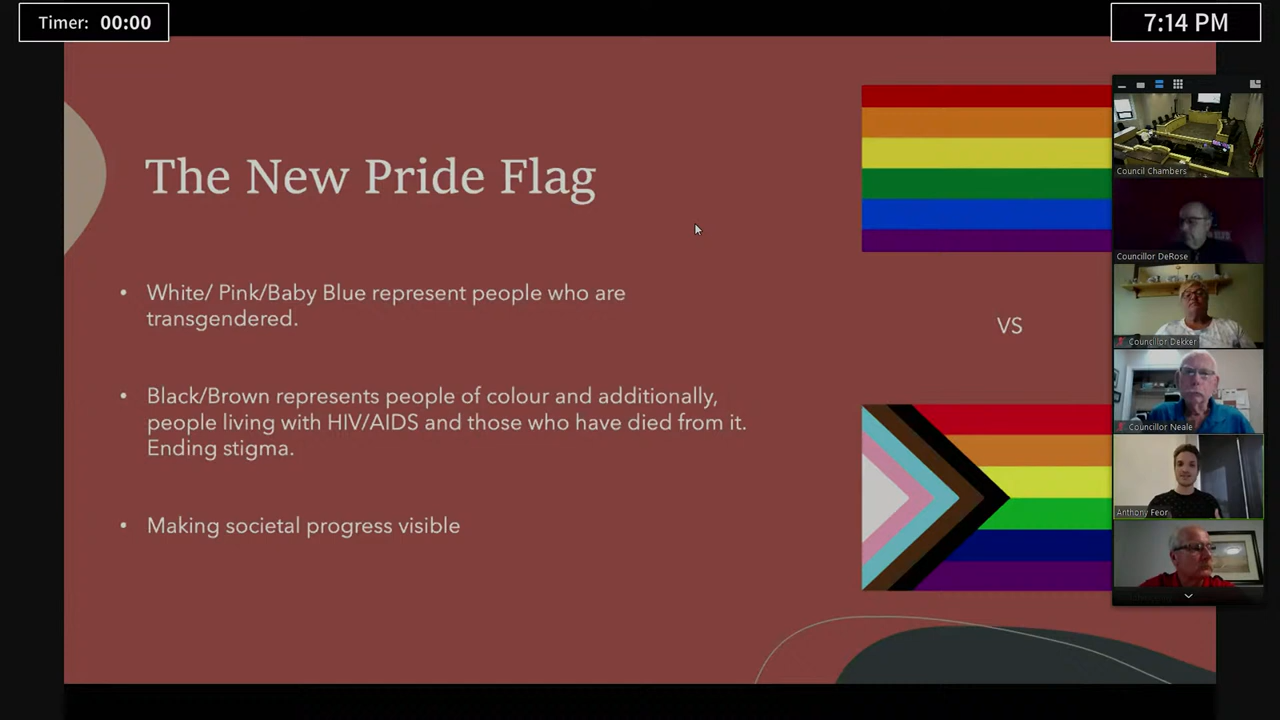 Timer: 00:00
7:14 PM
The New Pride Flag
• White/ Pink/Baby Blue represent people who are
transgendered.
• Black/Brown represents people of colour and additionally,
people living with HIV/AIDS and those who have died from it.
Ending stigma.
• Making societal progress visible
VS
Council Chambers
Councillor DeRose
Councillor Dekker
Councillor Neale
Anthony Feor